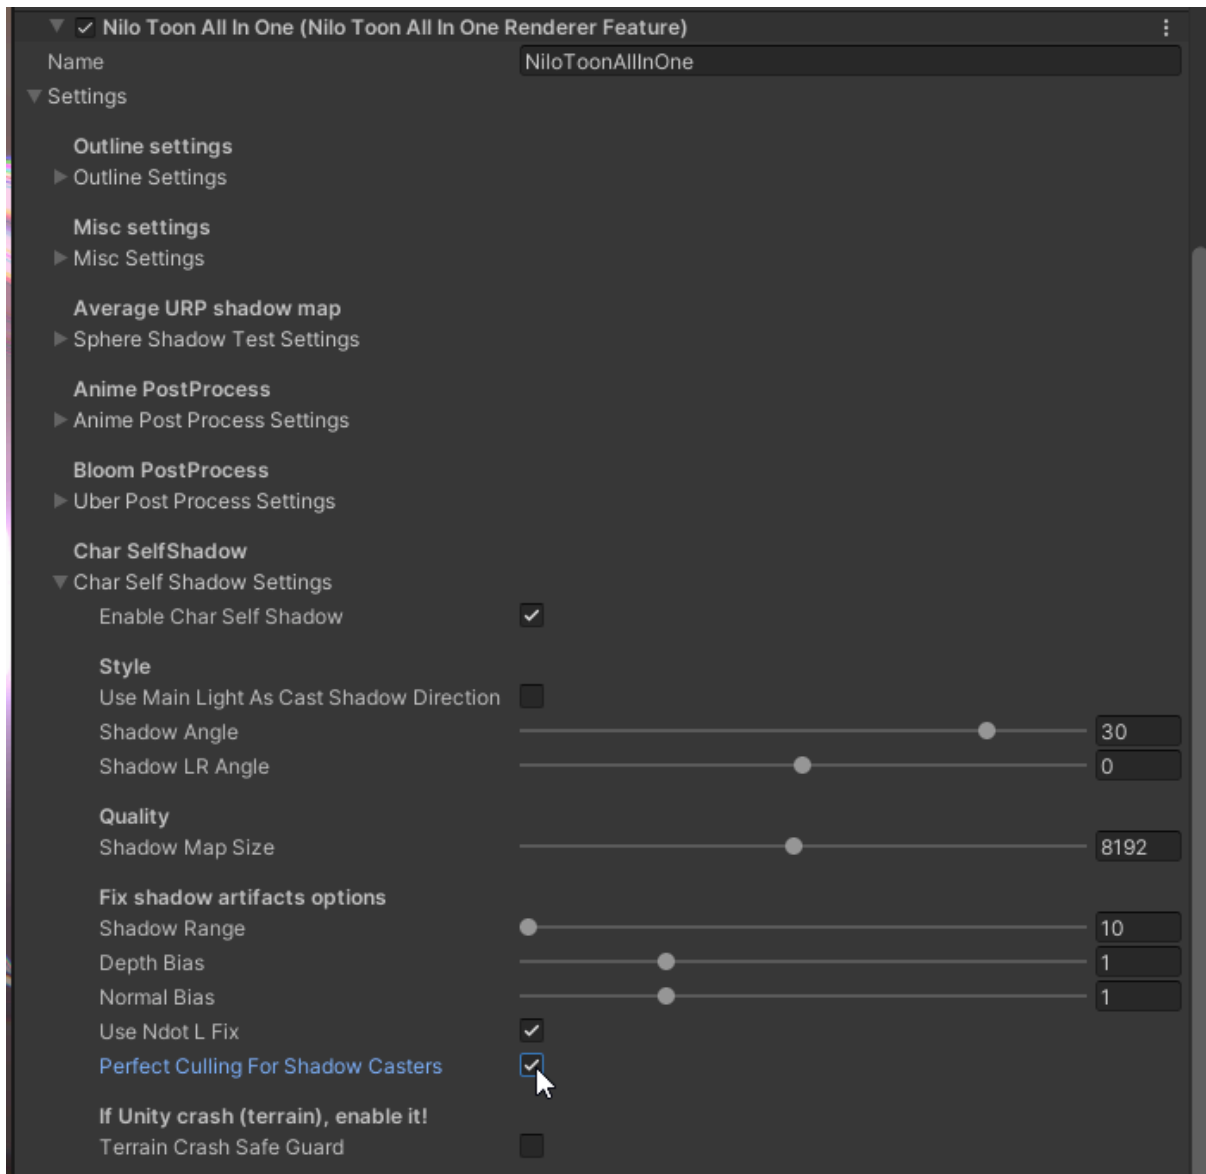 Nilo Toon All In One (Nilo Toon All In One Renderer Feature)
Name NiloToonAllInOne
Settings
Outline settings
Outline Settings
Misc settings
Misc Settings
Average URP shadow map
Sphere Shadow Test Settings
Anime PostProcess
Anime Post Process Settings
Bloom PostProcess
Uber Post Process Settings
Char SelfShadow
Char Self Shadow Settings
Enable Char Self Shadow
Style
Use Main Light As Cast Shadow Direction
Shadow Angle 30
Shadow LR Angle 0
Quality
Shadow Map Size 8192
Fix shadow artifacts options
Shadow Range 10
Depth Bias 1
Normal Bias 1
Use Ndot L Fix
Perfect Culling For Shadow Casters
If Unity crash (terrain), enable it!
Terrain Crash Safe Guard